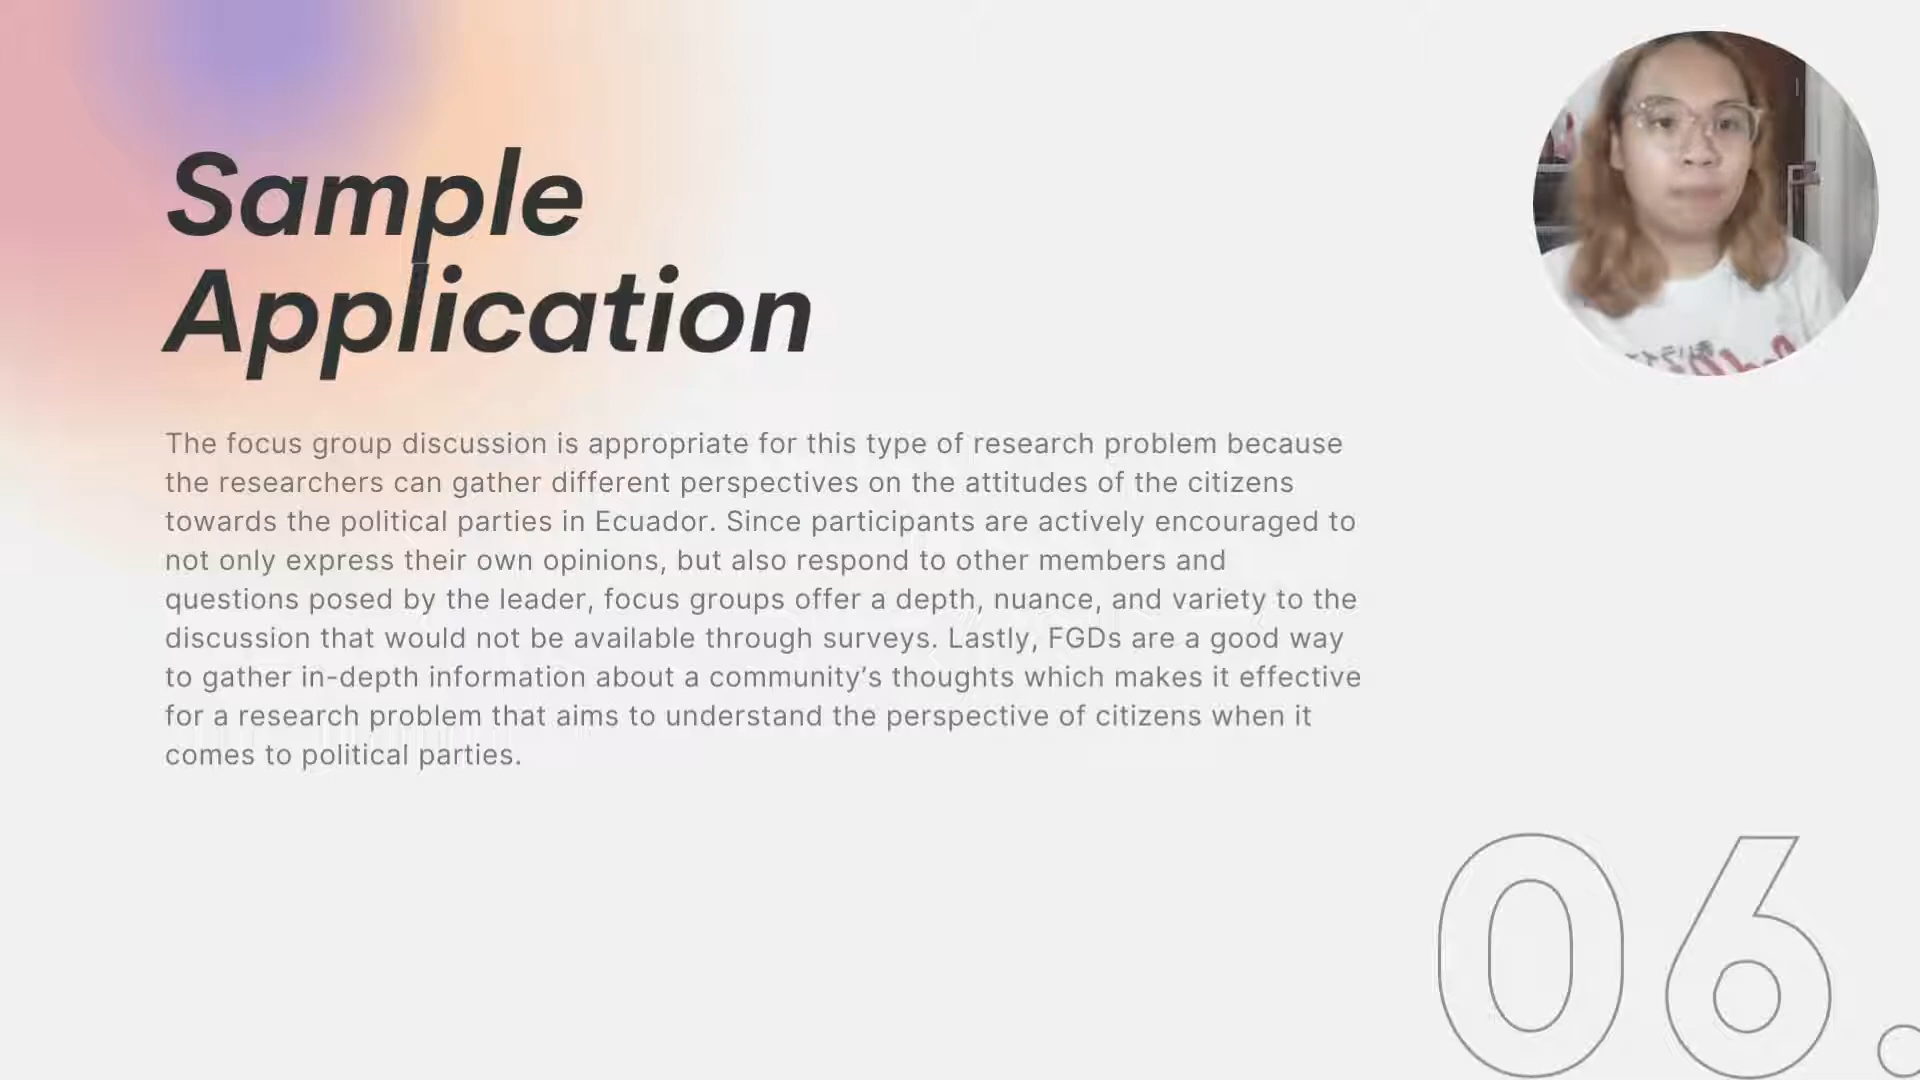 Sample
Application
The focus group discussion is appropriate for this type of research problem because
the researchers can gather different perspectives on the attitudes of the citizens
towards the political parties in Ecuador. Since participants are actively encouraged to
not only express their own opinions, but also respond to other members and
questions posed by the leader, focus groups offer a depth, nuance, and variety to the
discussion that would not be available through surveys. Lastly, FGDs are a good way
to gather in-depth information about a community’s thoughts which makes it effective
for a research problem that aims to understand the perspective of citizens when it
comes to political parties.
06.